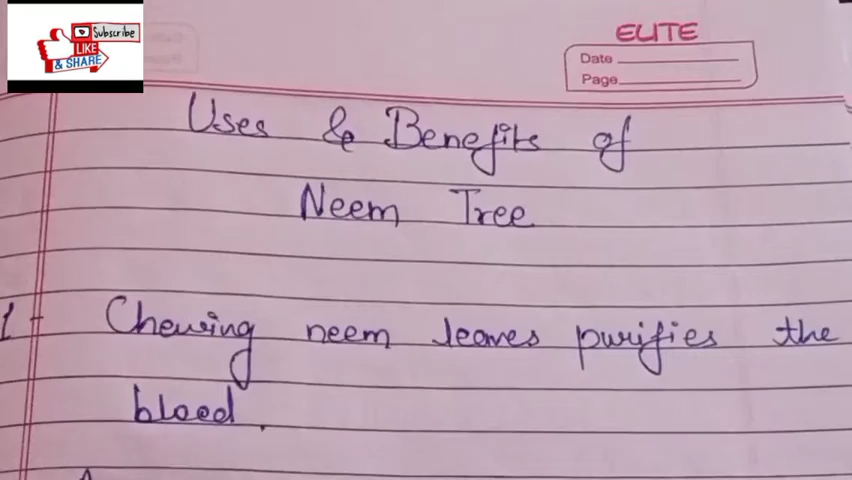 Subscribe
LIKE
& SHARE
ELITE
Date
Page
Uses & Benefits of
Neem Tree
1- Chewing neem leaves purifies the
blood.